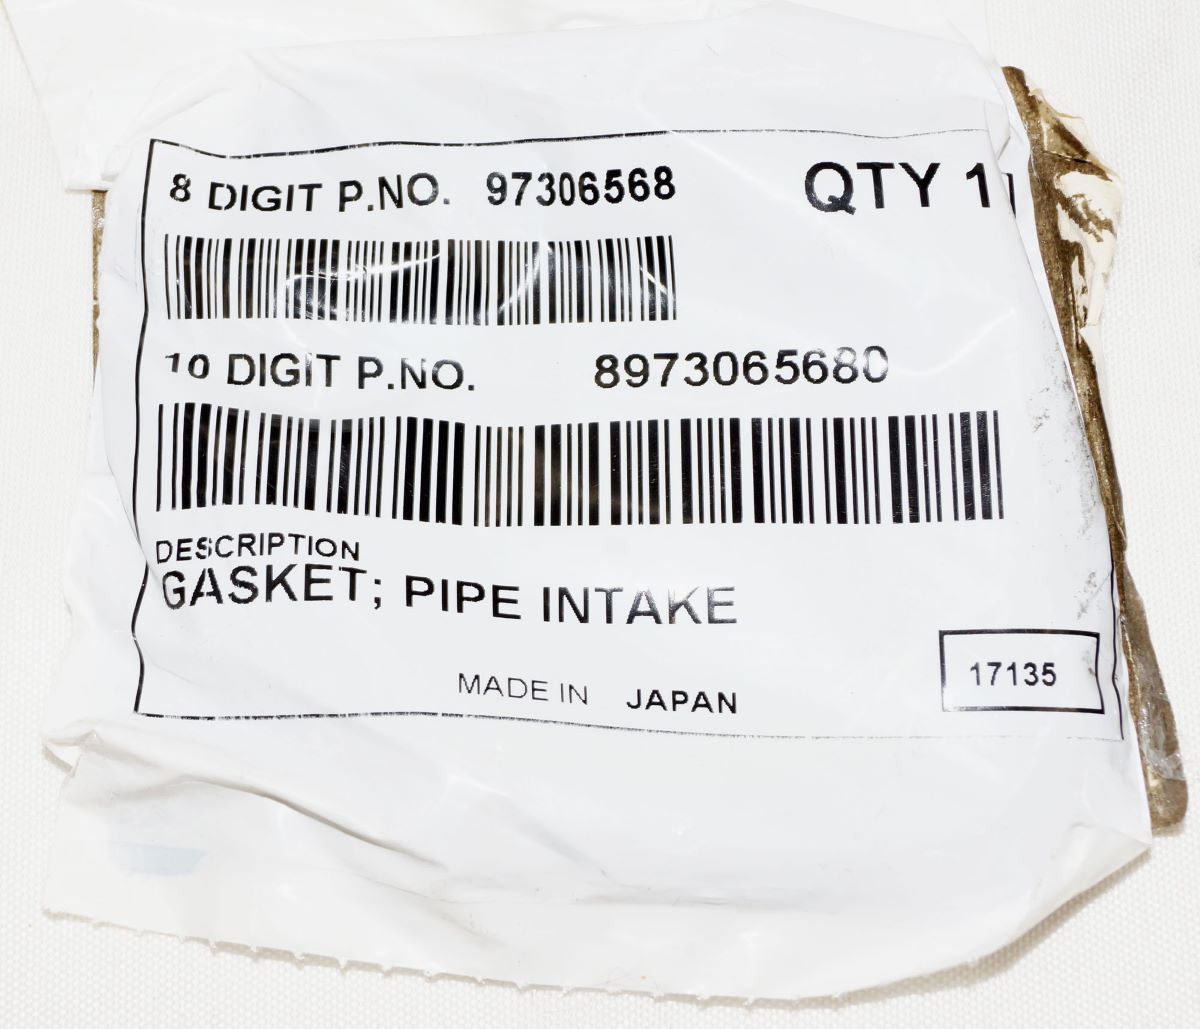 8 DIGIT P.NO. 97306568 QTY 1
10 DIGIT P.NO. 8973065680
DESCRIPTION
GASKET; PIPE INTAKE
17135
MADE IN JAPAN